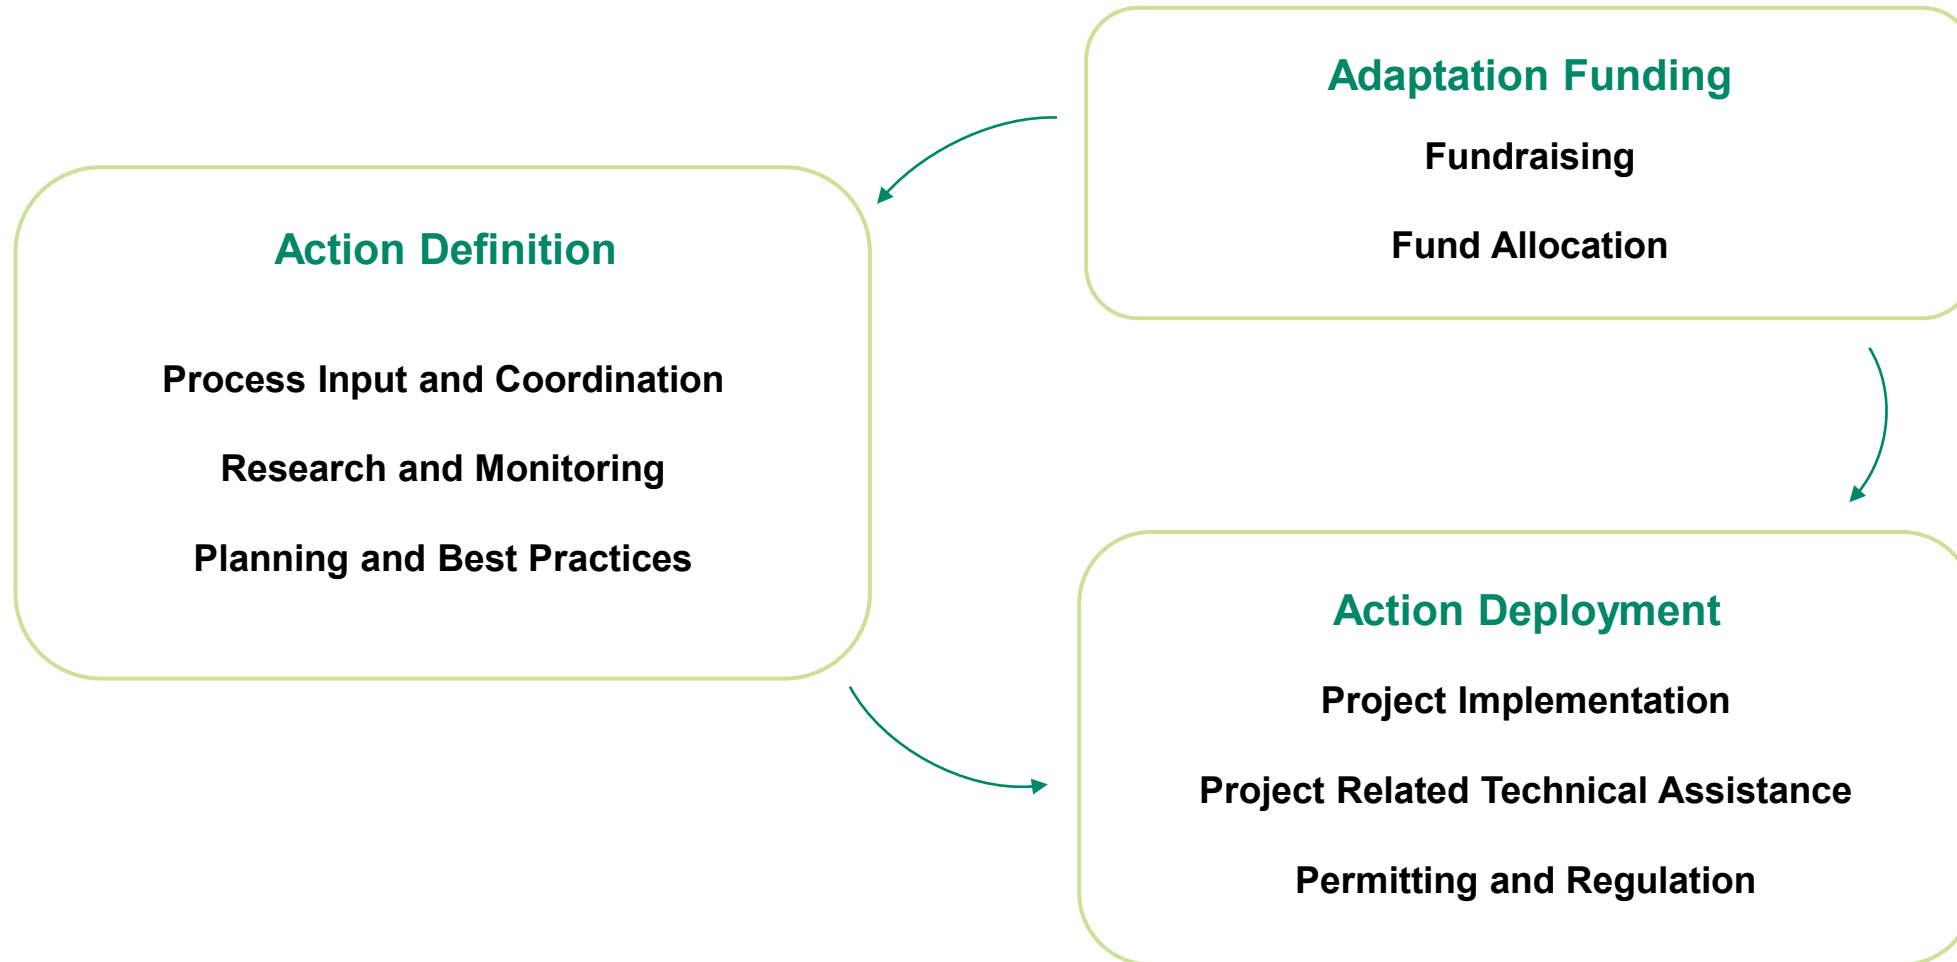 Adaptation Funding
Fundraising
Fund Allocation
Action Definition
Process Input and Coordination
Research and Monitoring
Planning and Best Practices
Action Deployment
Project Implementation
Project Related Technical Assistance
Permitting and Regulation